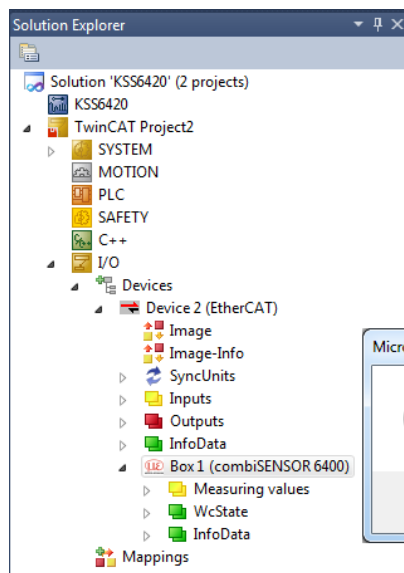 Solution Explorer
Solution 'KSS6420' (2 projects)
KSS6420
TwinCAT Project2
SYSTEM
MOTION
PLC
SAFETY
C++
I/O
Devices
Device 2 (EtherCAT)
Image
Image-Info
SyncUnits
Inputs
Outputs
InfoData
Box 1 (combiSENSOR 6400)
Measuring values
WcState
InfoData
Mappings
Micro